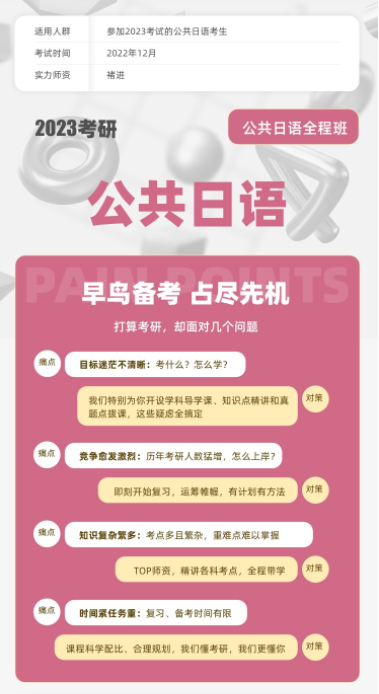 适用人群 参加2023考试的公共日语考生
考试时间 2022年12月
实力师资 褚进
2023考研
公共日语全程班
公共日语
PAIN POINTS
早鸟备考 占尽先机
打算考研，却面对几个问题
痛点
目标迷茫不清晰：考什么？怎么学？
我们特别为你开设学科导学课、知识点精讲和真
题点拨课，这些疑虑全搞定
对策
痛点
竞争愈发激烈：历年考研人数猛增，怎么上岸？
即刻开始复习，运筹帷幄，有计划有方法
对策
痛点
知识复杂繁多：考点多且繁杂，重难点难以掌握
TOP师资，精讲各科考点，全程带学
对策
痛点
时间紧任务重：复习、备考时间有限
课程科学配比，合理规划，我们懂考研，我们更懂你
对策